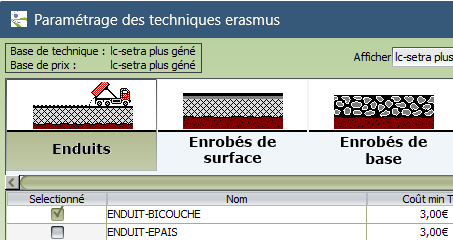 Paramétrage des techniques erasmus
Base de technique : lc-setra plus géné
Base de prix : lc-setra plus géné
Afficher lc-setra plus
Enduits
Enrobés de
surface
Enrobés de
base
Selectionné Nom Coût min T
ENDUIT-BICOUCHE 3,00€
ENDUIT-EPAIS 3,00€